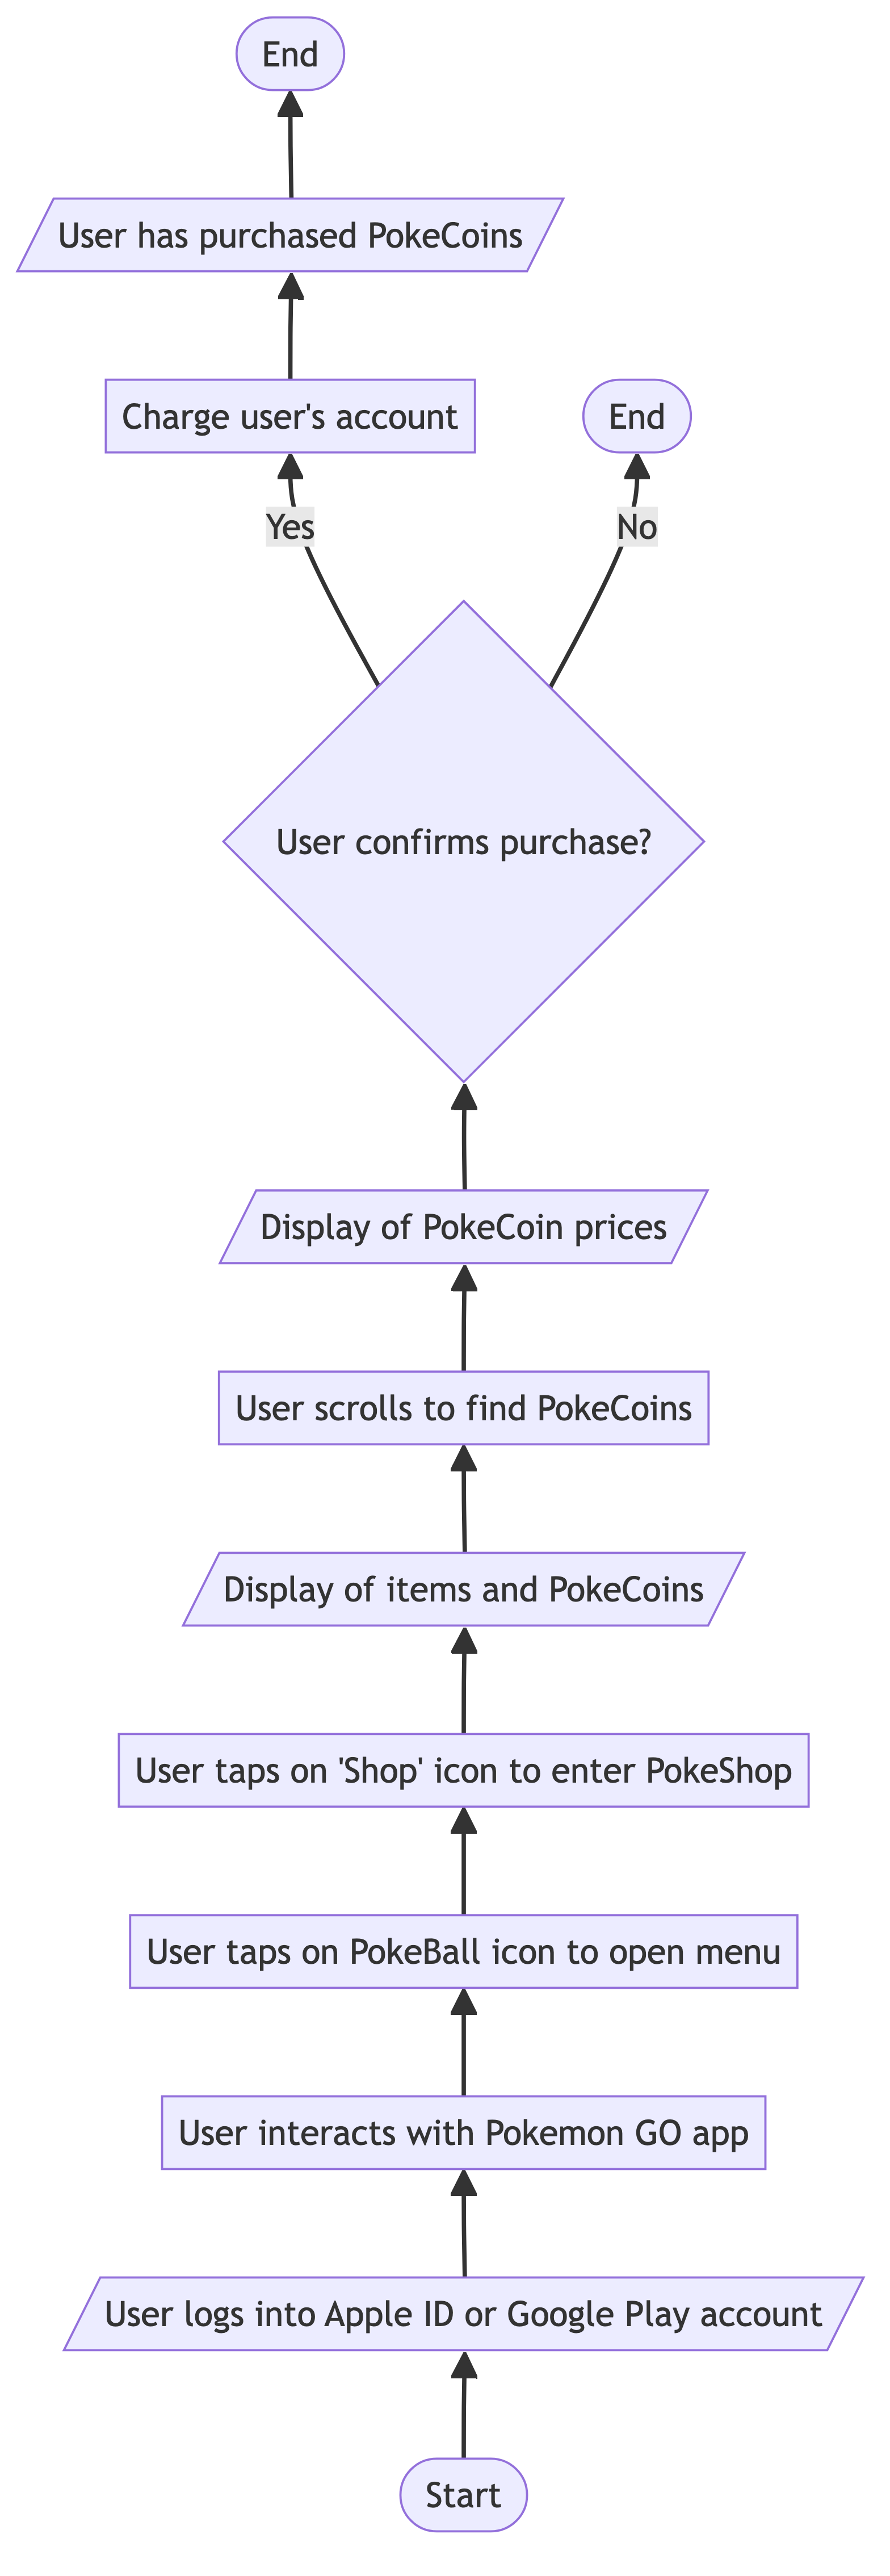 End
User has purchased PokeCoins
Charge user's account
End
Yes
No
User confirms purchase?
Display of PokeCoin prices
User scrolls to find PokeCoins
Display of items and PokeCoins
User taps on 'Shop' icon to enter PokeShop
User taps on PokeBall icon to open menu
User interacts with Pokemon GO app
User logs into Apple ID or Google Play account
Start